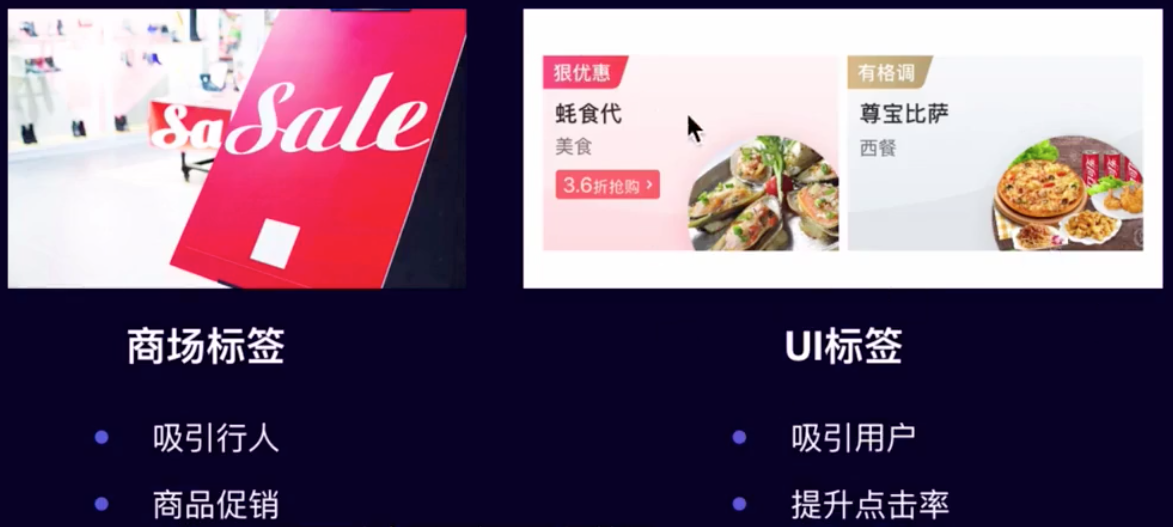 Sa
Sale
狠优惠
蚝食代
美食
3.6折抢购 ›
有格调
尊宝比萨
西餐
商场标签
吸引行人
商品促销
UI标签
吸引用户
提升点击率